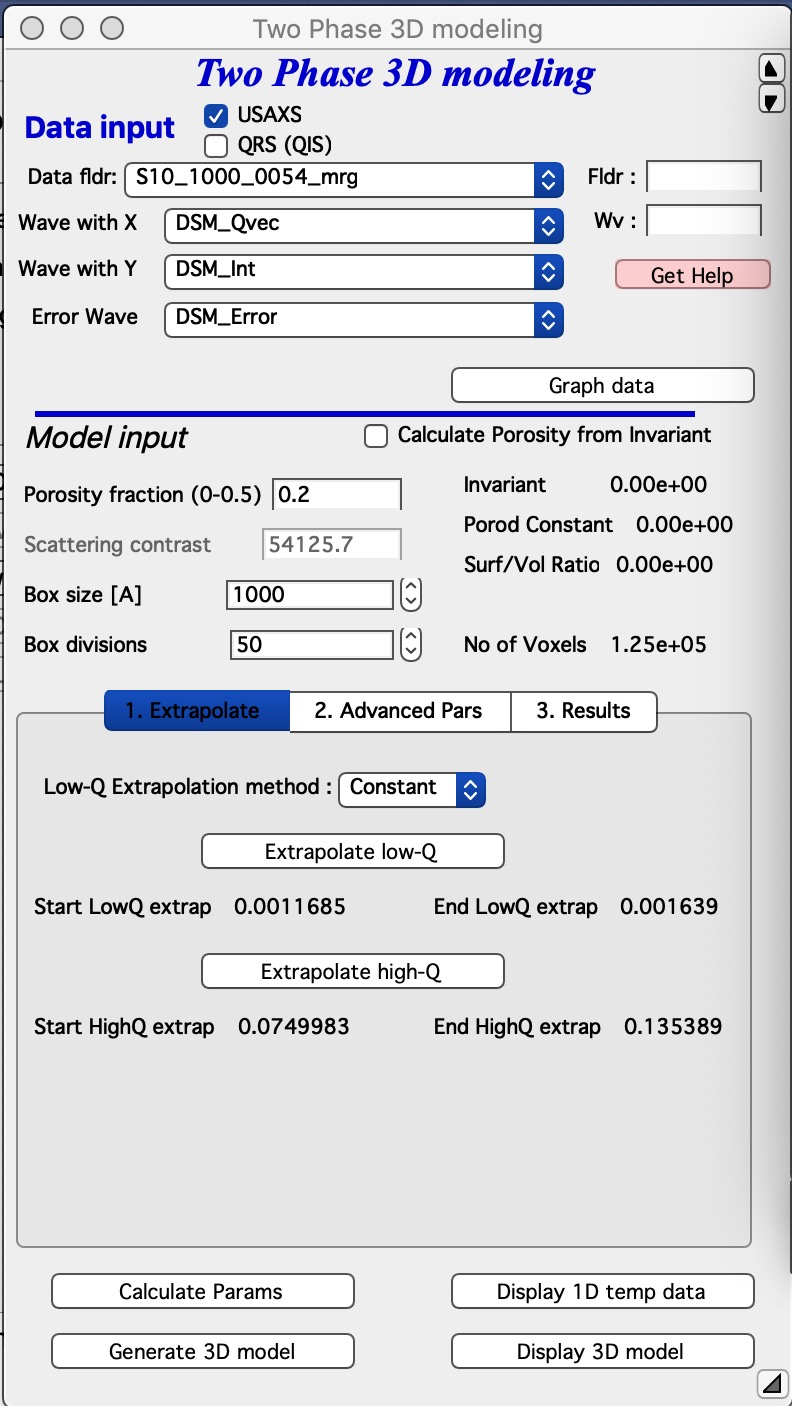 Two Phase 3D modeling
Two Phase 3D modeling
Data input
USAXS
QRS (QIS)
Data fldr: S10_1000_0054_mrg Fldr :
Wave with X DSM_Qvec Wv :
Wave with Y DSM_Int Get Help
Error Wave DSM_Error
Graph data
Model input Calculate Porosity from Invariant
Porosity fraction (0-0.5) 0.2 Invariant 0.00e+00
Scattering contrast 54125.7 Porod Constant 0.00e+00
Surf/Vol Ratio 0.00e+00
Box size [A] 1000
Box divisions 50 No of Voxels 1.25e+05
1. Extrapolate 2. Advanced Pars 3. Results
Low-Q Extrapolation method : Constant
Extrapolate low-Q
Start LowQ extrap 0.0011685 End LowQ extrap 0.001639
Extrapolate high-Q
Start HighQ extrap 0.0749983 End HighQ extrap 0.135389
Calculate Params Display 1D temp data
Generate 3D model Display 3D model